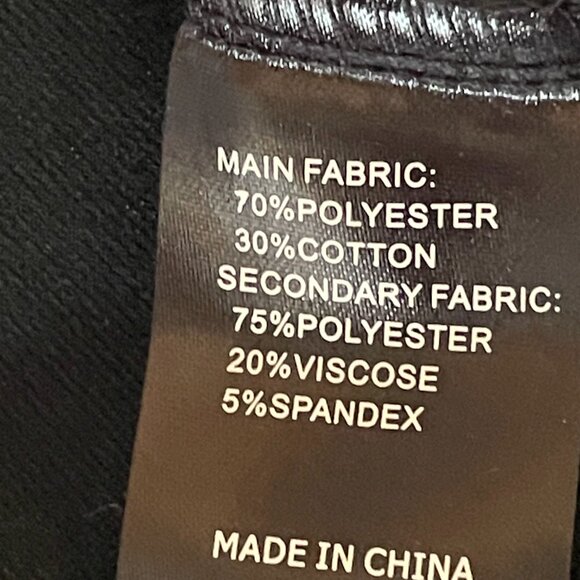 MAIN FABRIC:
70%POLYESTER
30%COTTON
SECONDARY FABRIC:
75%POLYESTER
20%VISCOSE
5%SPANDEX
MADE IN CHINA